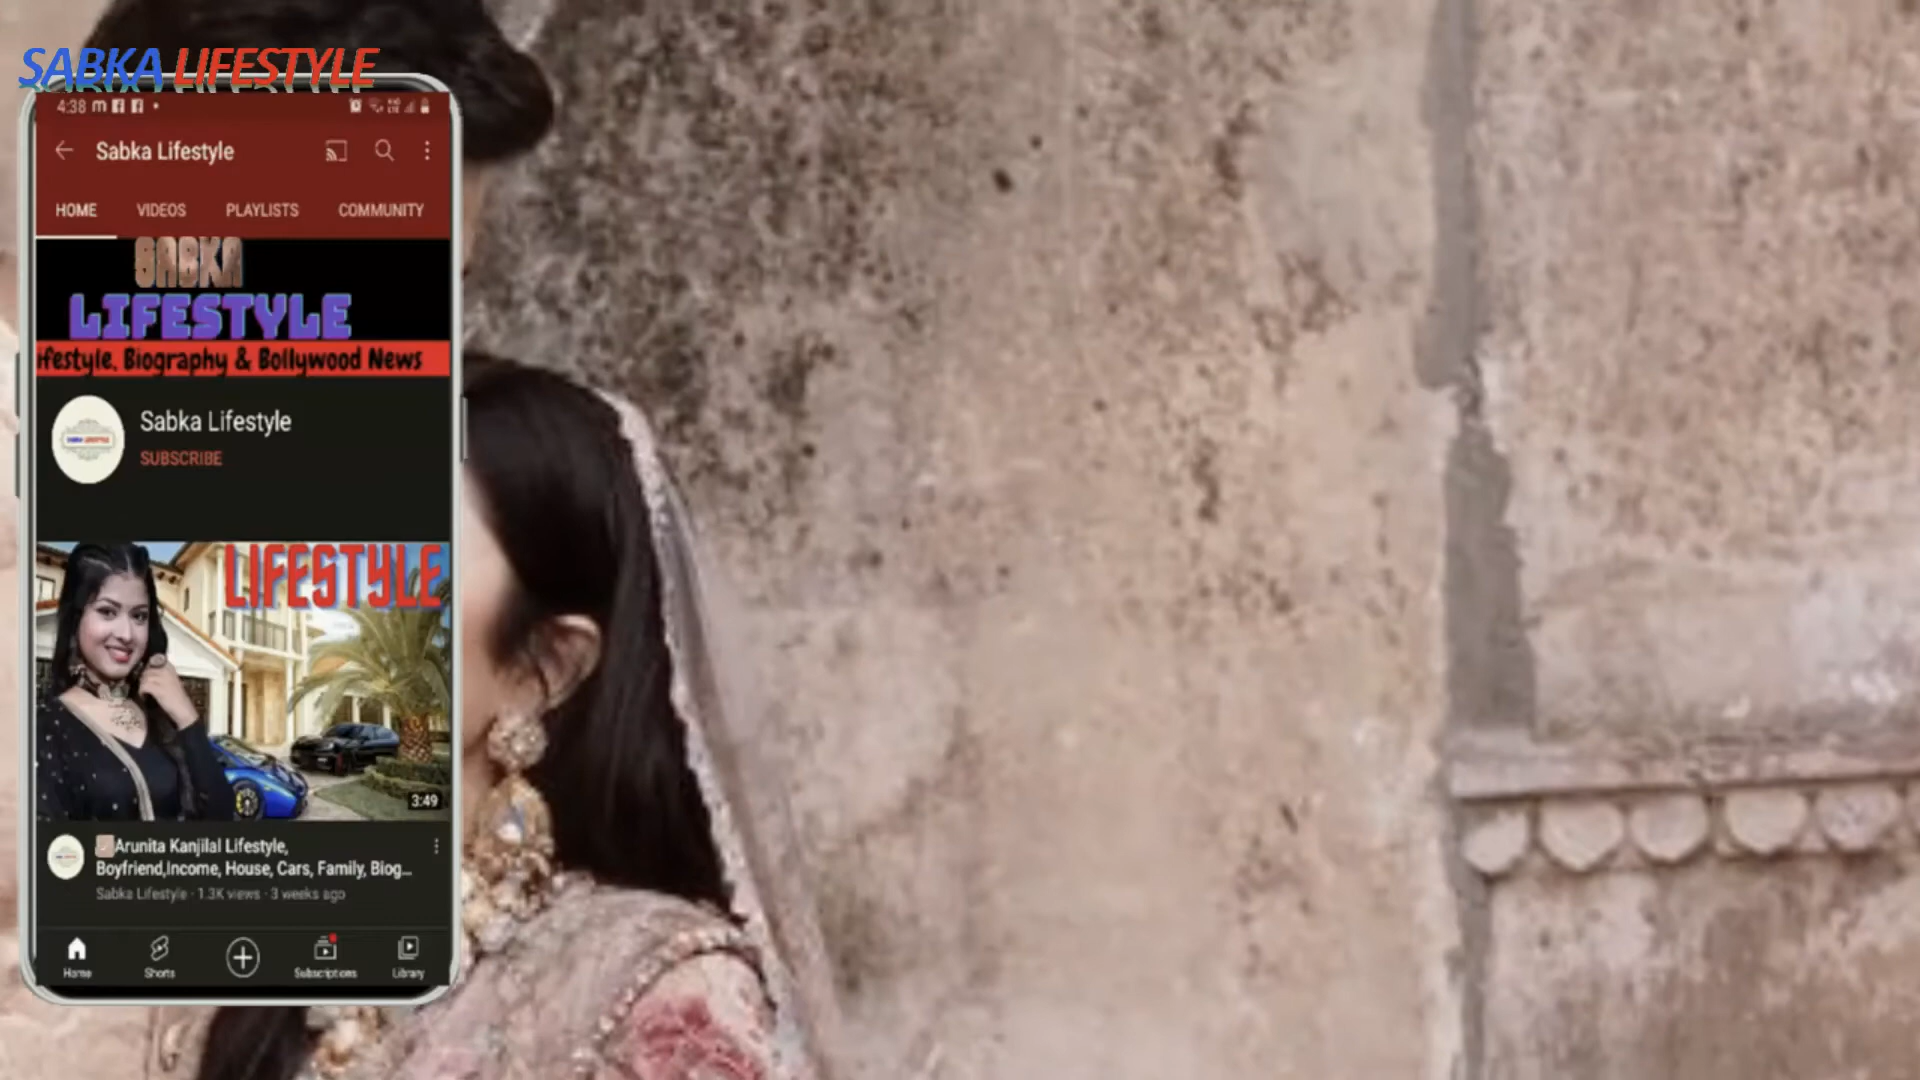 SABKA LIFESTYLE
4:38
Sabka Lifestyle
HOME VIDEOS PLAYLISTS COMMUNITY
SABKA
LIFESTYLE
ifestyle, Biography & Bollywood News
Sabka Lifestyle
SUBSCRIBE
LIFESTYLE
3:49
Arunita Kanjilal Lifestyle,
Boyfriend,Income, House, Cars, Family, Biog...
Sabka Lifestyle · 1.3K views · 3 weeks ago
Home Shorts Subscriptions Library